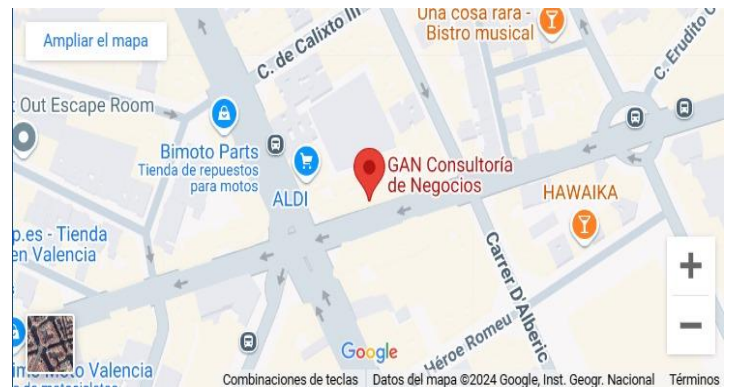 Ampliar el mapa
Una cosa rara -
Bistro musical
C. de Calixto III
C. Erudito O
Out Escape Room
Bimoto Parts
Tienda de repuestos
para motos
ALDI
GAN Consultoría
de Negocios
HAWAIKA
p.es - Tienda
en Valencia
Carrer D'Alberic
Héroe Romeu
+
−
Google
Moto Valencia
Combinaciones de teclas
Datos del mapa ©2024 Google, Inst. Geogr. Nacional
Términos